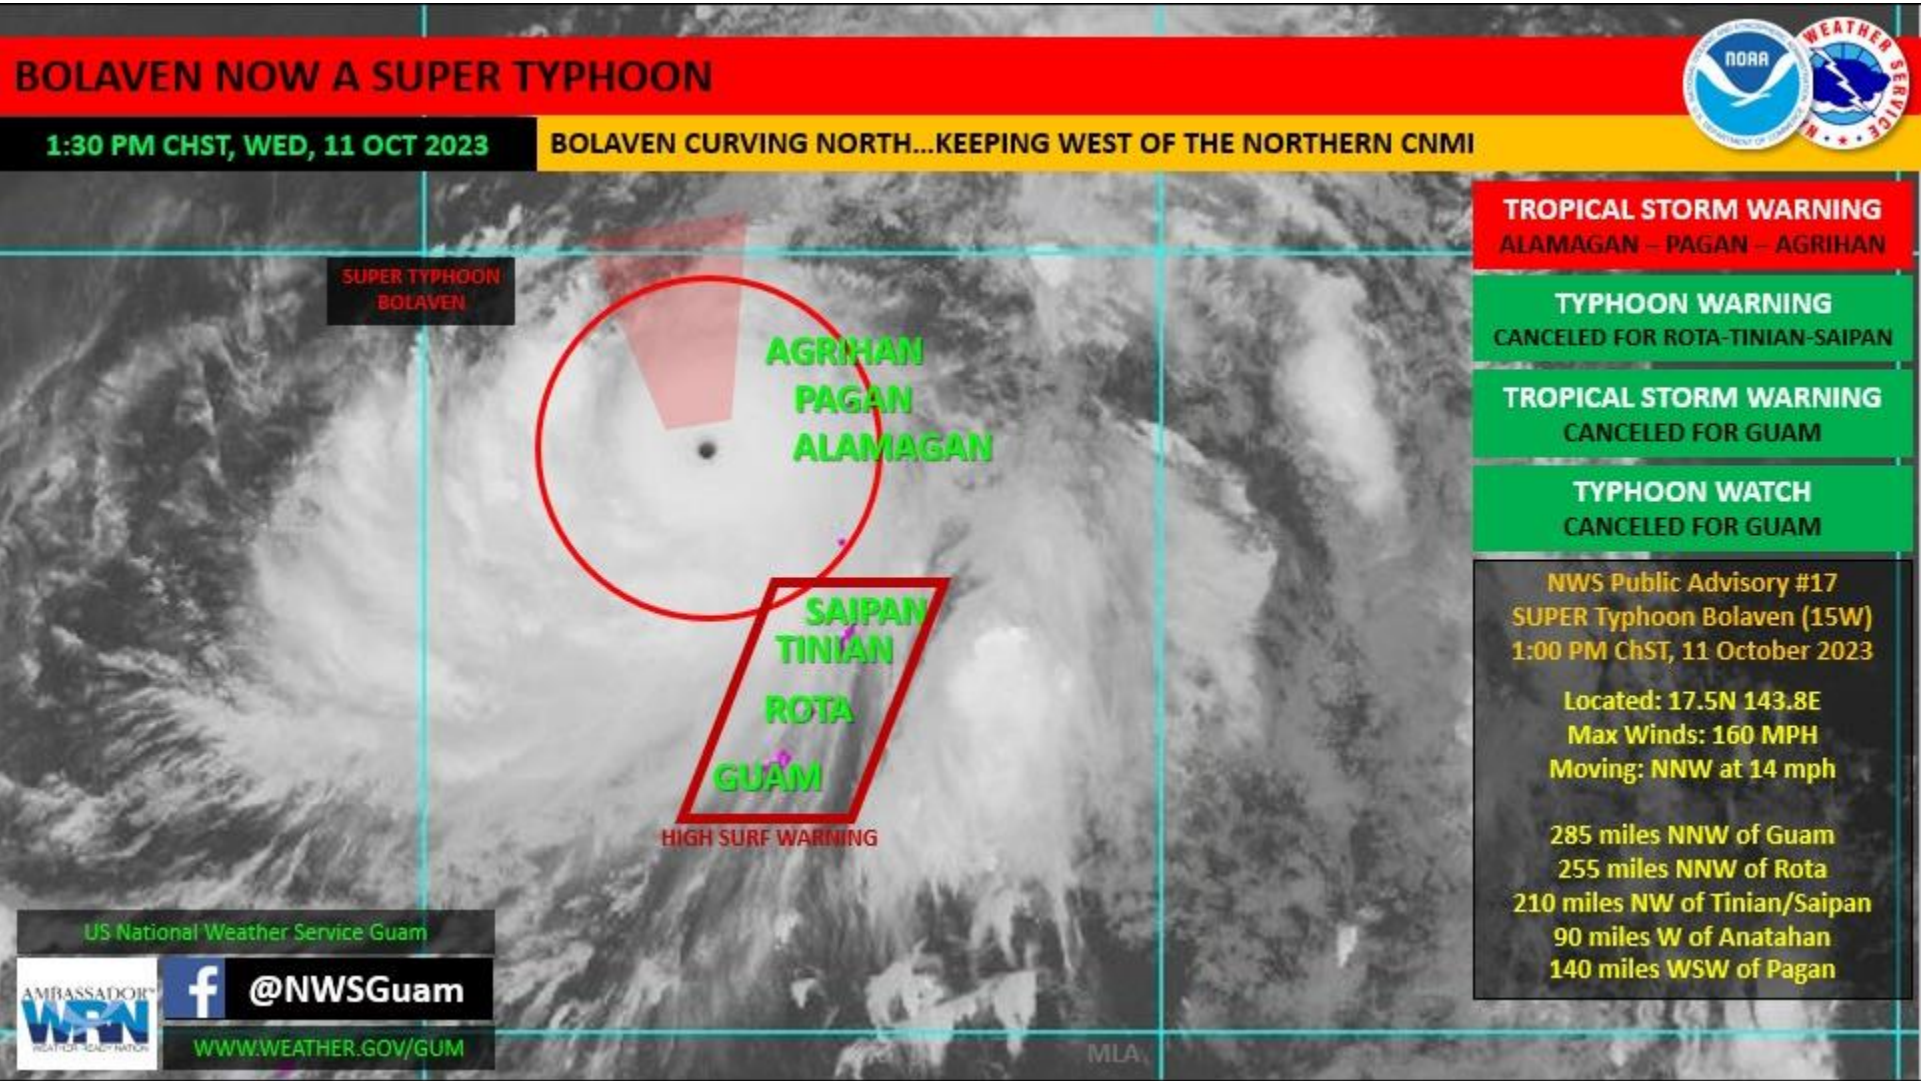 BOLAVEN NOW A SUPER TYPHOON
NOAA
WEATHER SERVICE
1:30 PM CHST, WED, 11 OCT 2023
BOLAVEN CURVING NORTH...KEEPING WEST OF THE NORTHERN CNMI
TROPICAL STORM WARNING
ALAMAGAN – PAGAN – AGRIHAN
TYPHOON WARNING
CANCELED FOR ROTA-TINIAN-SAIPAN
TROPICAL STORM WARNING
CANCELED FOR GUAM
TYPHOON WATCH
CANCELED FOR GUAM
NWS Public Advisory #17
SUPER Typhoon Bolaven (15W)
1:00 PM ChST, 11 October 2023
Located: 17.5N 143.8E
Max Winds: 160 MPH
Moving: NNW at 14 mph
285 miles NNW of Guam
255 miles NNW of Rota
210 miles NW of Tinian/Saipan
90 miles W of Anatahan
140 miles WSW of Pagan
SUPER TYPHOON
BOLAVEN
AGRIHAN
PAGAN
ALAMAGAN
SAIPAN
TINIAN
ROTA
GUAM
HIGH SURF WARNING
US National Weather Service Guam
AMBASSADOR
WRN
f
@NWSGuam
WWW.WEATHER.GOV/GUM
MLA